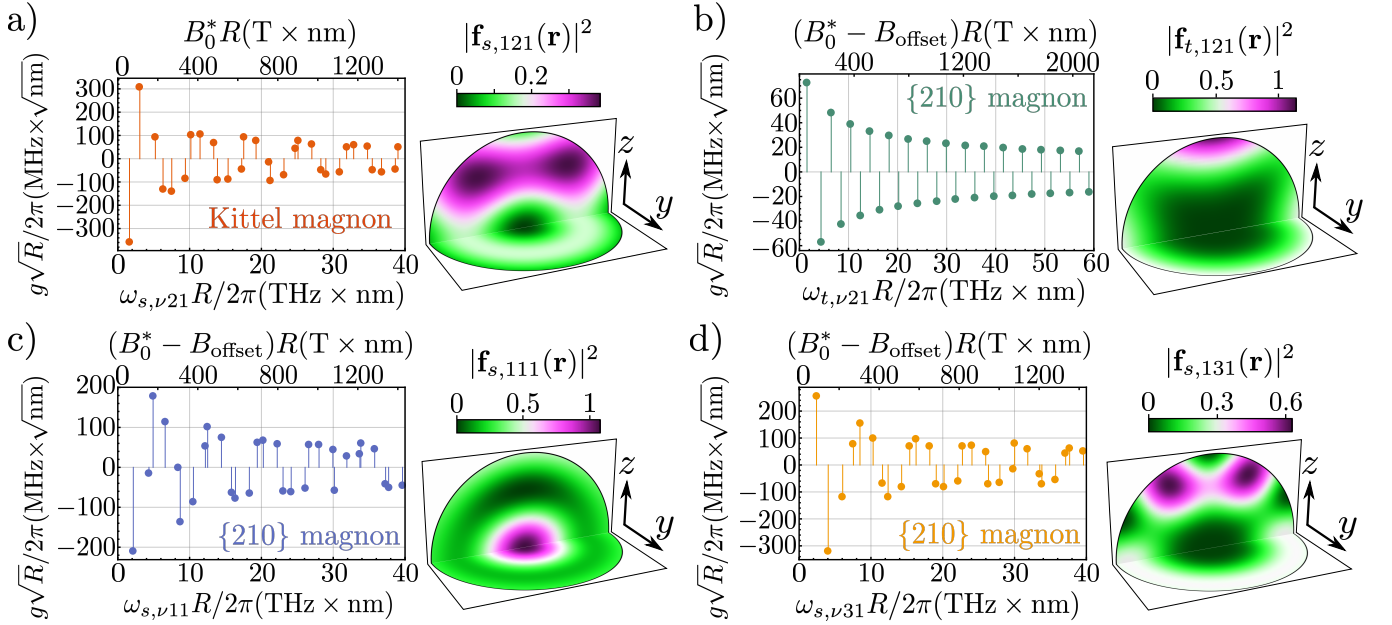 a)
B₀*R(T × nm)
0 400 800 1200
g√R/2π(MHz×√nm)
300
200
100
0
−100
−200
−300
Kittel magnon
0 10 20 30 40
ω_{s,ν21}R/2π(THz × nm)
|f_{s,121}(r)|²
0 0.2
z
y
b)
(B₀* − B_offset)R(T × nm)
400 1200 2000
g√R/2π(MHz×√nm)
60
40
20
0
−20
−40
−60
{210} magnon
0 10 20 30 40 50 60
ω_{t,ν21}R/2π(THz × nm)
|f_{t,121}(r)|²
0 0.5 1
z
y
c)
(B₀* − B_offset)R(T × nm)
0 400 800 1200
g√R/2π(MHz×√nm)
200
100
0
−100
−200
{210} magnon
0 10 20 30 40
ω_{s,ν11}R/2π(THz × nm)
|f_{s,111}(r)|²
0 0.5 1
z
y
d)
(B₀* − B_offset)R(T × nm)
0 400 800 1200
g√R/2π(MHz×√nm)
200
100
0
−100
−200
−300
{210} magnon
0 10 20 30 40
ω_{s,ν31}R/2π(THz × nm)
|f_{s,131}(r)|²
0 0.3 0.6
z
y